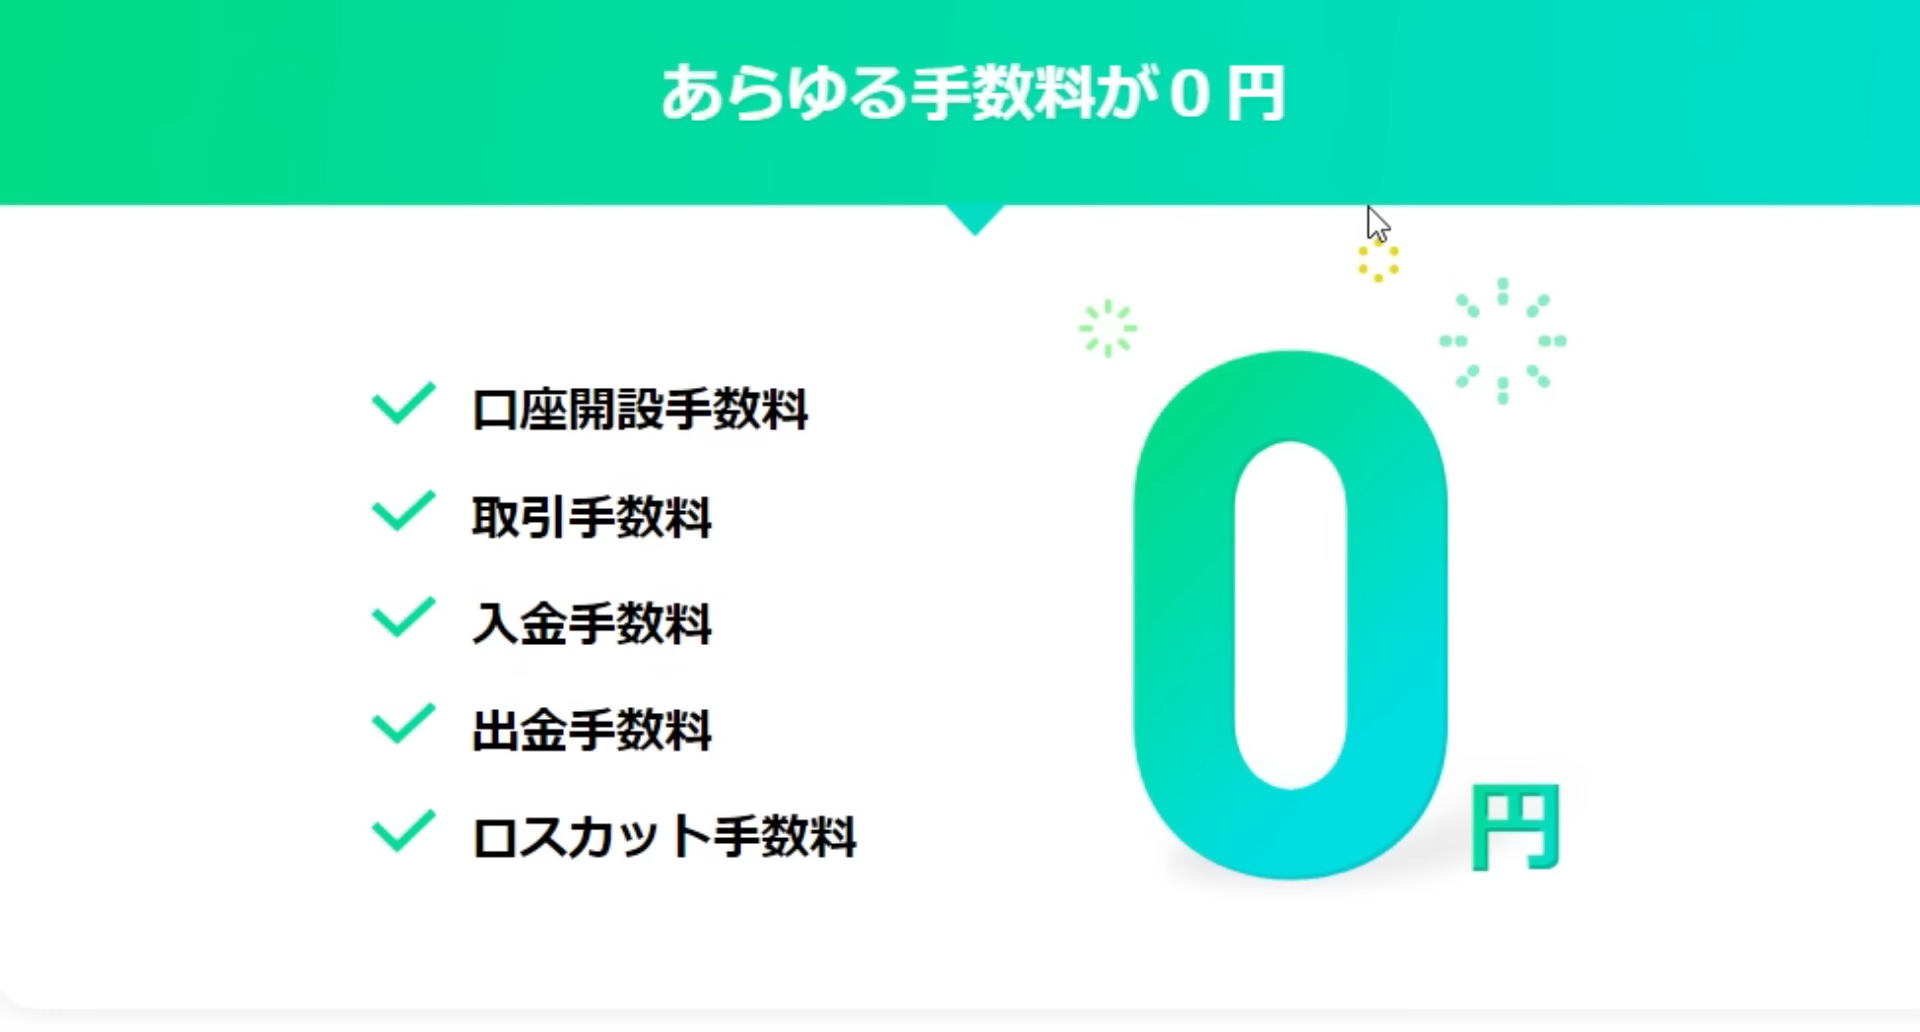 あらゆる手数料が0円
口座開設手数料
取引手数料
入金手数料
出金手数料
ロスカット手数料
0円